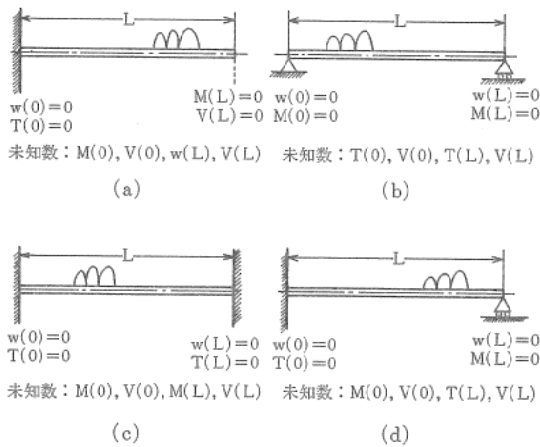 L
w(0)=0
T(0)=0
M(L)=0
V(L)=0
未知数：M(0), V(0), w(L), V(L)
(a)
L
w(0)=0
M(0)=0
w(L)=0
M(L)=0
未知数：T(0), V(0), T(L), V(L)
(b)
L
w(0)=0
T(0)=0
w(L)=0
T(L)=0
未知数：M(0), V(0), M(L), V(L)
(c)
L
w(0)=0
T(0)=0
w(L)=0
M(L)=0
未知数：M(0), V(0), T(L), V(L)
(d)